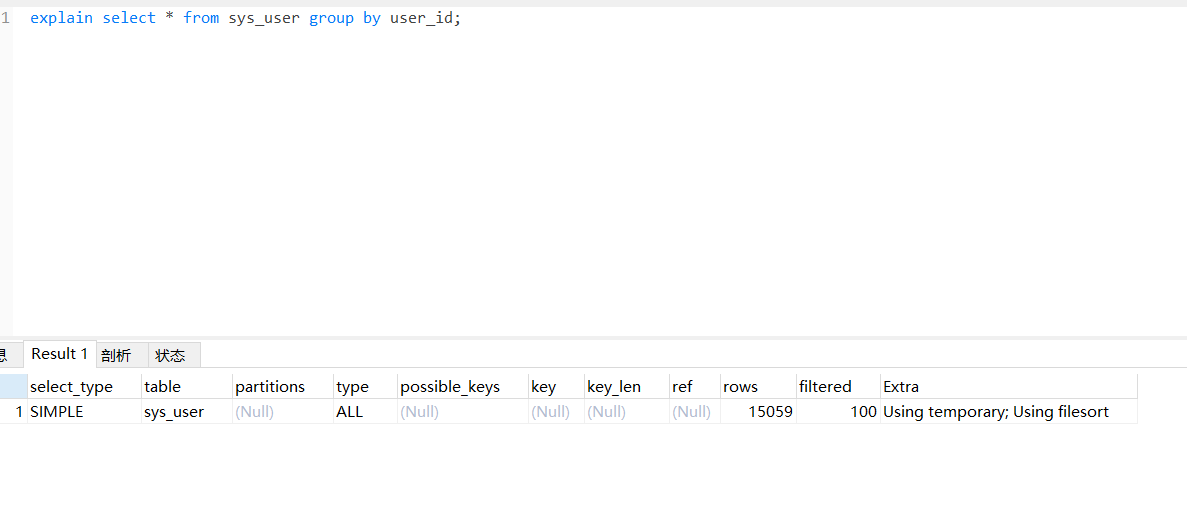 1 explain select * from sys_user group by user_id;
息 Result 1 剖析 状态
select_type table partitions type possible_keys key key_len ref rows filtered Extra
1 SIMPLE sys_user (Null) ALL (Null) (Null) (Null) (Null) 15059 100 Using temporary; Using filesort